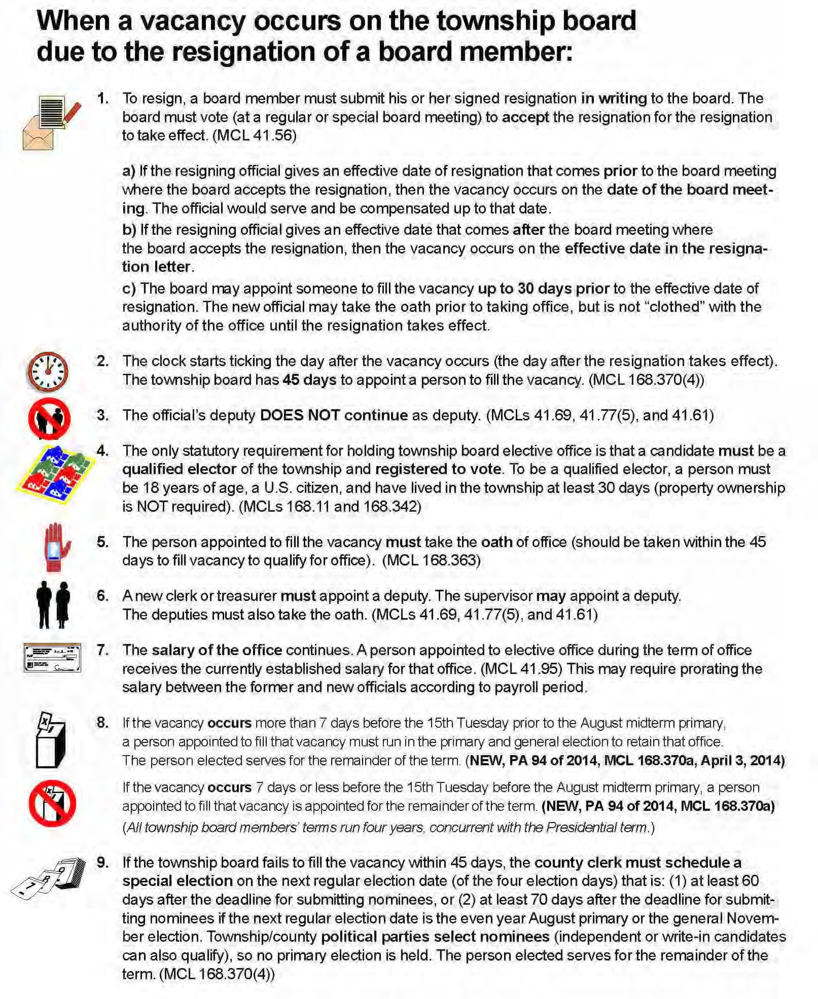 When a vacancy occurs on the township board
due to the resignation of a board member:
1. To resign, a board member must submit his or her signed resignation in writing to the board. The
board must vote (at a regular or special board meeting) to accept the resignation for the resignation
to take effect. (MCL 41.56)
a) If the resigning official gives an effective date of resignation that comes prior to the board meeting
where the board accepts the resignation, then the vacancy occurs on the date of the board meet-
ing. The official would serve and be compensated up to that date.
b) If the resigning official gives an effective date that comes after the board meeting where
the board accepts the resignation, then the vacancy occurs on the effective date in the resigna-
tion letter.
c) The board may appoint someone to fill the vacancy up to 30 days prior to the effective date of
resignation. The new official may take the oath prior to taking office, but is not “clothed” with the
authority of the office until the resignation takes effect.
2. The clock starts ticking the day after the vacancy occurs (the day after the resignation takes effect).
The township board has 45 days to appoint a person to fill the vacancy. (MCL 168.370(4))
3. The official's deputy DOES NOT continue as deputy. (MCLs 41.69, 41.77(5), and 41.61)
4. The only statutory requirement for holding township board elective office is that a candidate must be a
qualified elector of the township and registered to vote. To be a qualified elector, a person must
be 18 years of age, a U.S. citizen, and have lived in the township at least 30 days (property ownership
is NOT required). (MCLs 168.11 and 168.342)
5. The person appointed to fill the vacancy must take the oath of office (should be taken within the 45
days to fill vacancy to qualify for office). (MCL 168.363)
6. A new clerk or treasurer must appoint a deputy. The supervisor may appoint a deputy.
The deputies must also take the oath. (MCLs 41.69, 41.77(5), and 41.61)
7. The salary of the office continues. A person appointed to elective office during the term of office
receives the currently established salary for that office. (MCL 41.95) This may require prorating the
salary between the former and new officials according to payroll period.
8. If the vacancy occurs more than 7 days before the 15th Tuesday prior to the August midterm primary,
a person appointed to fill that vacancy must run in the primary and general election to retain that office.
The person elected serves for the remainder of the term. (NEW, PA 94 of 2014, MCL 168.370a, April 3, 2014)
If the vacancy occurs 7 days or less before the 15th Tuesday before the August midterm primary, a person
appointed to fill that vacancy is appointed for the remainder of the term. (NEW, PA 94 of 2014, MCL 168.370a)
(All township board members' terms run four years, concurrent with the Presidential term.)
9. If the township board fails to fill the vacancy within 45 days, the county clerk must schedule a
special election on the next regular election date (of the four election days) that is: (1) at least 60
days after the deadline for submitting nominees, or (2) at least 70 days after the deadline for submit-
ting nominees if the next regular election date is the even year August primary or the general Novem-
ber election. Township/county political parties select nominees (independent or write-in candidates
can also qualify), so no primary election is held. The person elected serves for the remainder of the
term. (MCL 168.370(4))
X
X
7
8
9